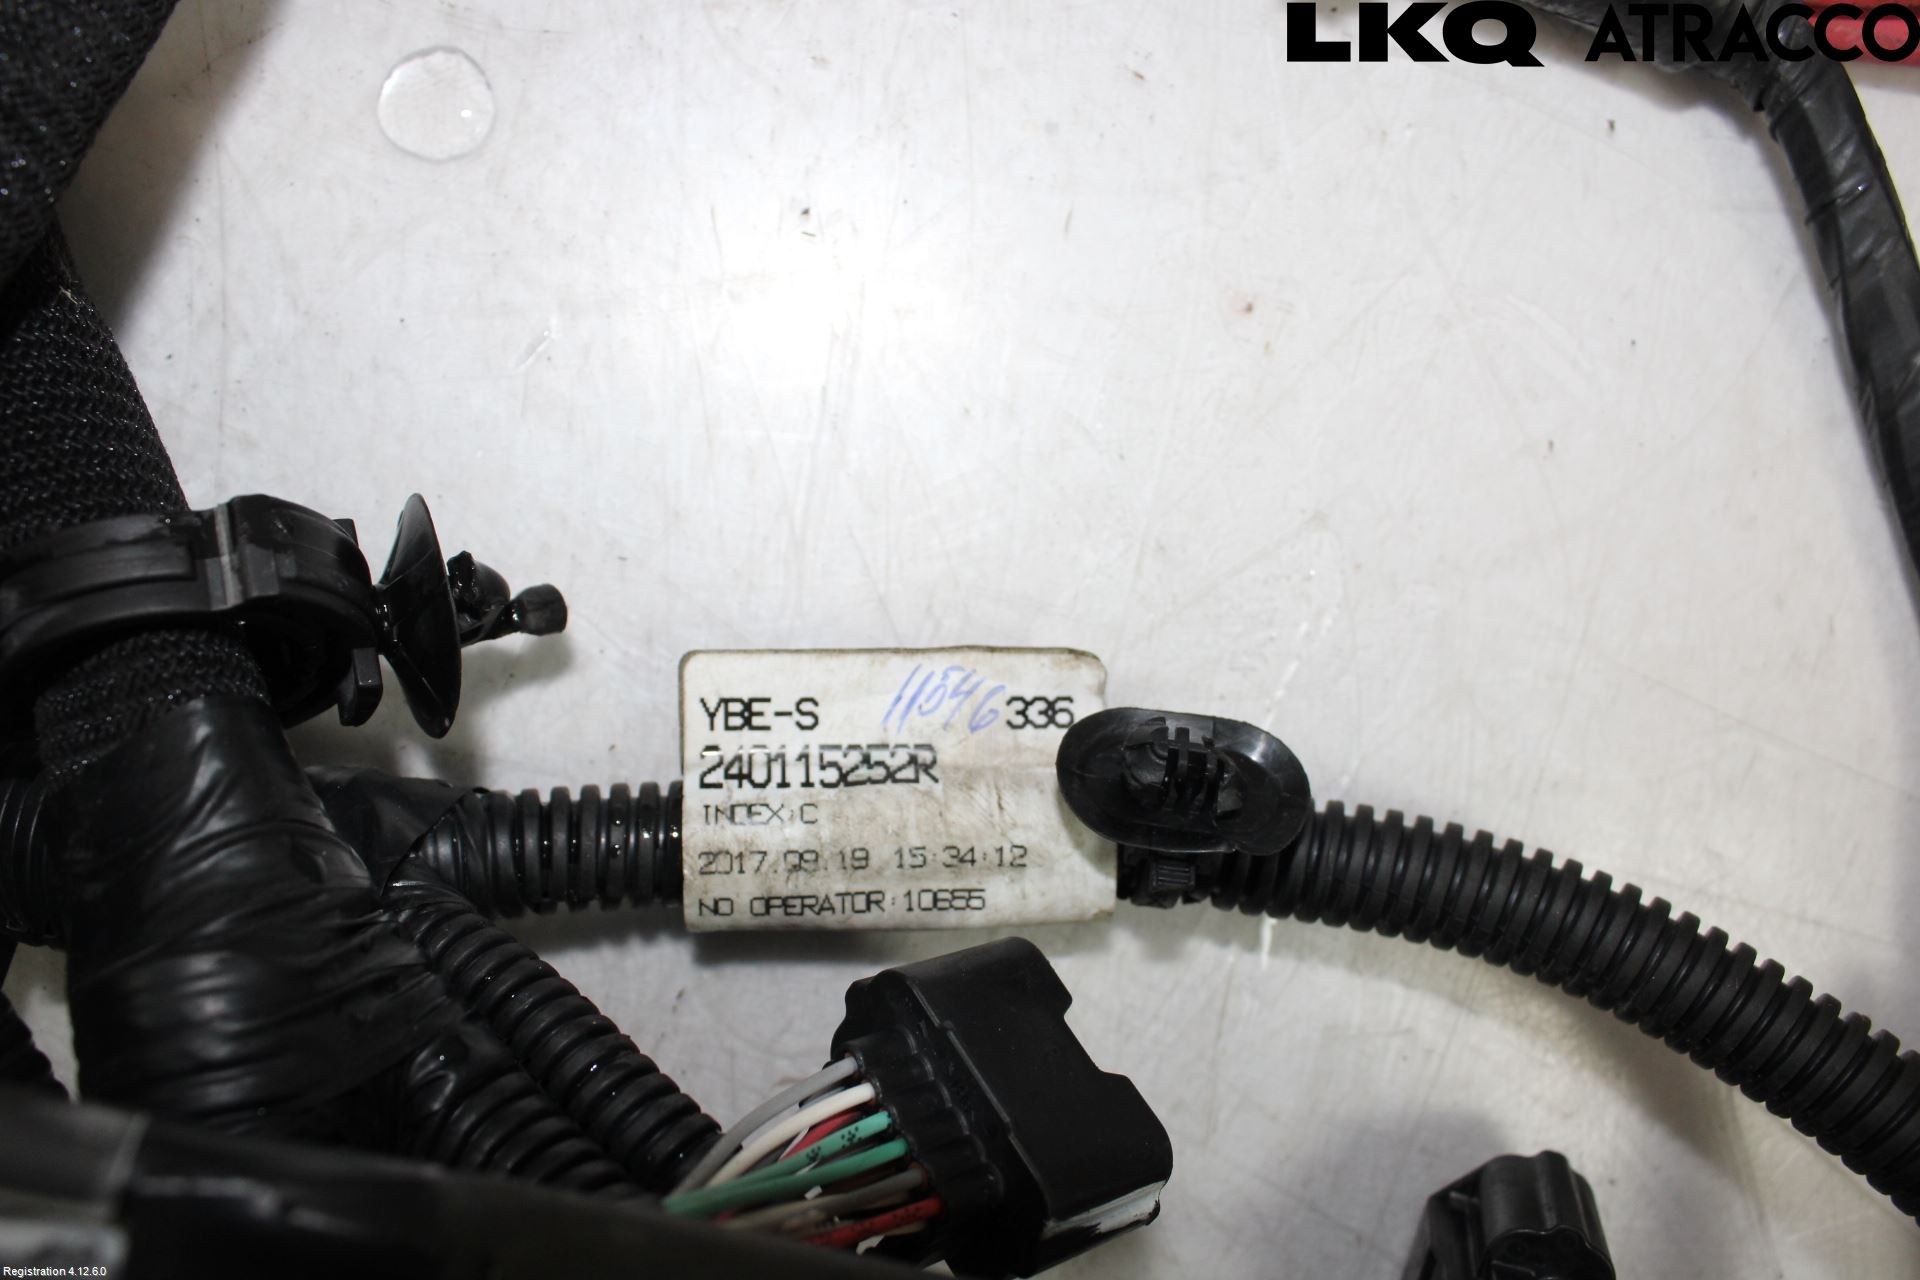 LKQ ATRACCO
YBE-S 11546 336
240115252R
INDEX:C
2017.09.19 15:34:12
NO OPERATOR:10655
Registration 4.12.6.0